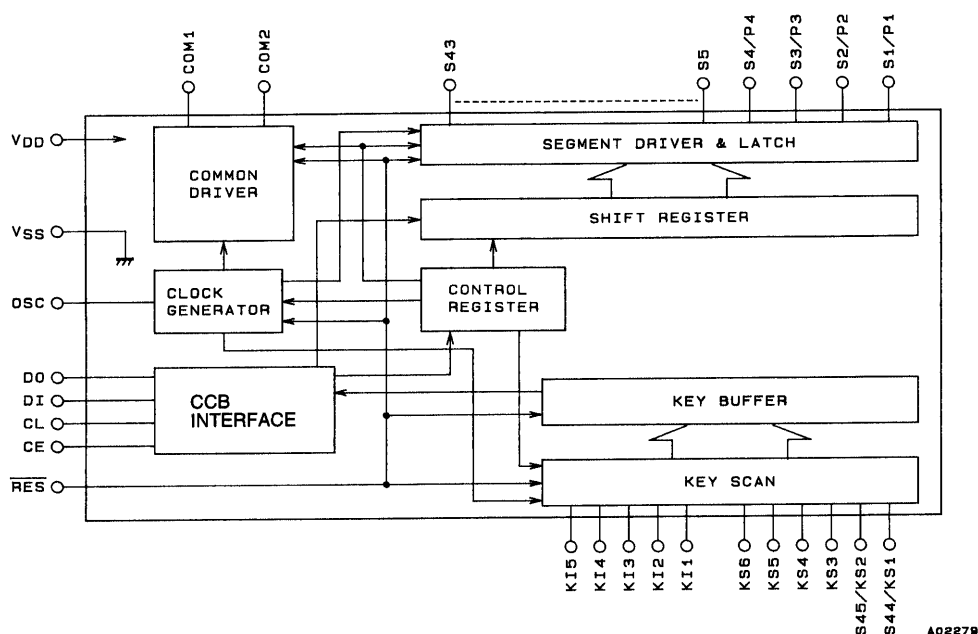 COM1
COM2
S43
S5
S4/P4
S3/P3
S2/P2
S1/P1
VDD
COMMON
DRIVER
SEGMENT DRIVER & LATCH
SHIFT REGISTER
VSS
OSC
CLOCK
GENERATOR
CONTROL
REGISTER
DO
DI
CL
CE
CCB
INTERFACE
KEY BUFFER
RES
KEY SCAN
KI5
KI4
KI3
KI2
KI1
KS6
KS5
KS4
KS3
S45/KS2
S44/KS1
A02279